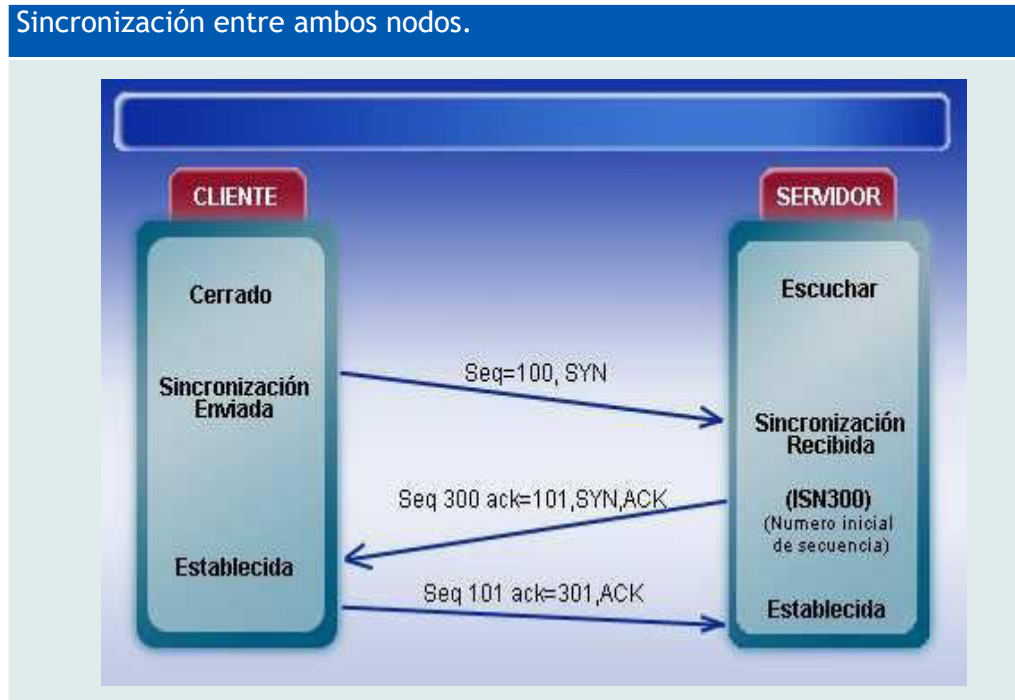 Sincronización entre ambos nodos.
CLIENTE
SERVIDOR
Cerrado
Escuchar
Seq=100, SYN
Sincronización
Enviada
Sincronización
Recibida
Seq 300 ack=101,SYN,ACK
(ISN300)
(Numero inicial
de secuencia)
Establecida
Seq 101 ack=301,ACK
Establecida